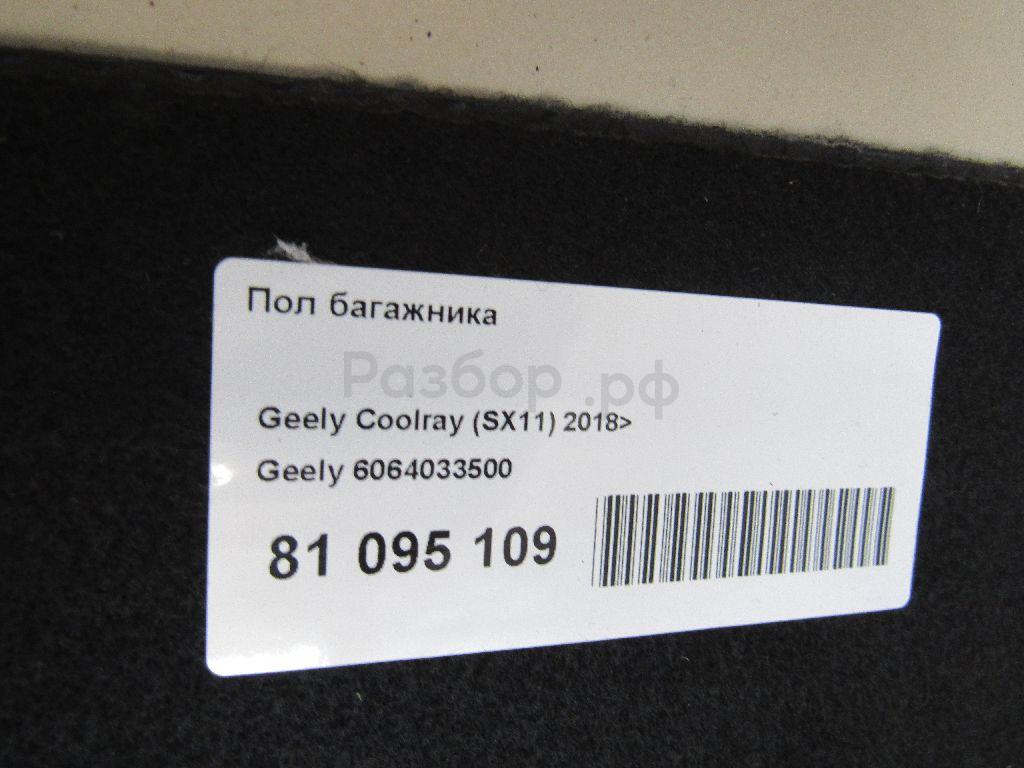 Пол багажника
Разбор.рф
Geely Coolray (SX11) 2018>
Geely 6064033500
81 095 109